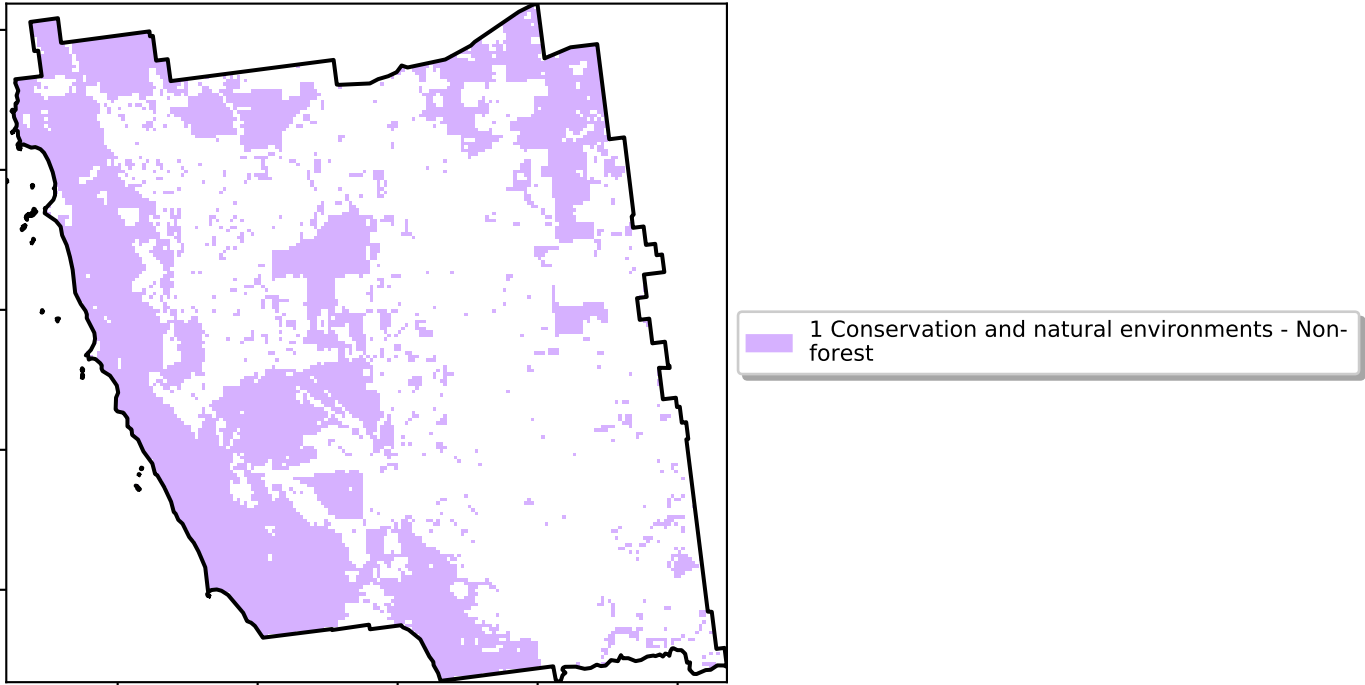 1 Conservation and natural environments - Non-
forest